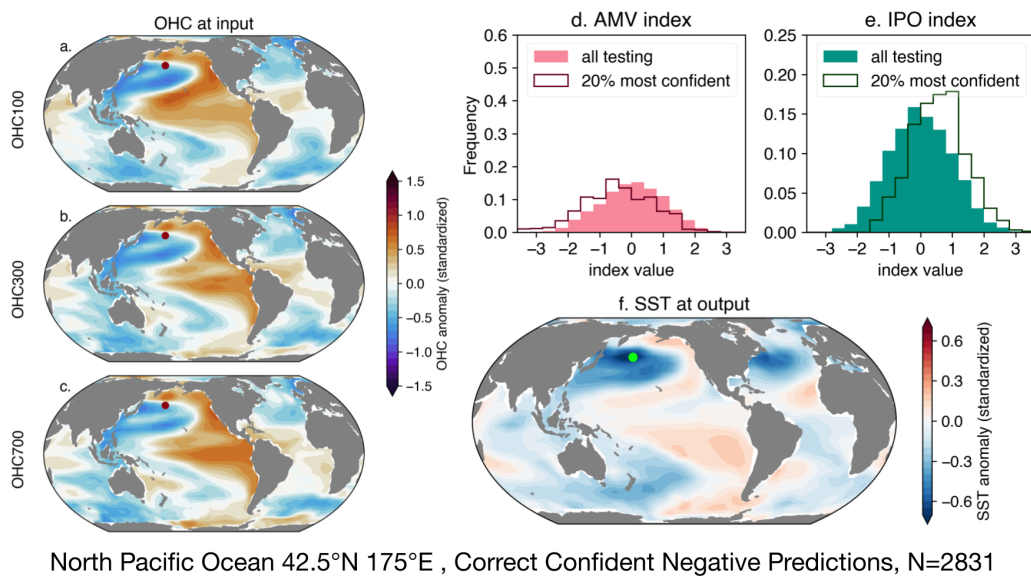 OHC at input
a.
OHC100
b.
OHC300
c.
OHC700
1.5
1.0
0.5
0.0
−0.5
−1.0
−1.5
OHC anomaly (standardized)
d. AMV index
all testing
20% most confident
Frequency
0.6
0.5
0.4
0.3
0.2
0.1
0.0
−3 −2 −1 0 1 2 3
index value
e. IPO index
all testing
20% most confident
0.25
0.20
0.15
0.10
0.05
0.00
−3 −2 −1 0 1 2 3
index value
f. SST at output
0.6
0.3
0.0
−0.3
−0.6
SST anomaly (standardized)
North Pacific Ocean 42.5°N 175°E , Correct Confident Negative Predictions, N=2831